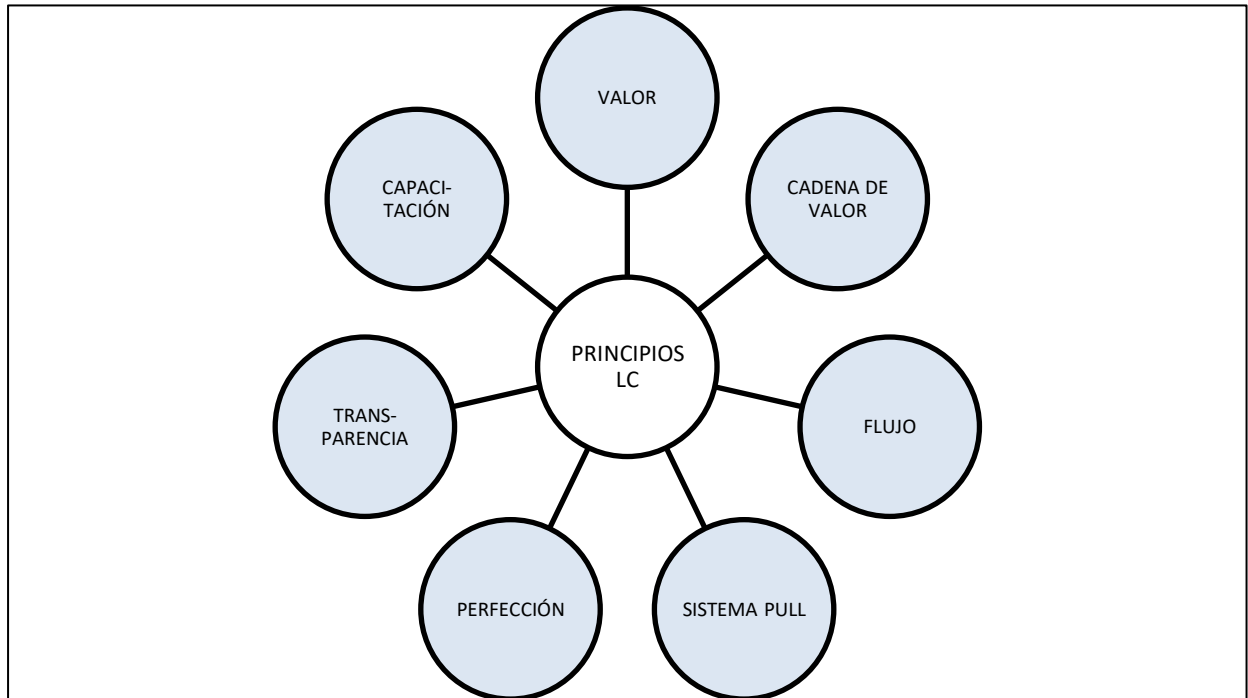 VALOR
CAPACI-
TACIÓN
CADENA DE
VALOR
PRINCIPIOS
LC
TRANS-
PARENCIA
FLUJO
PERFECCIÓN
SISTEMA PULL